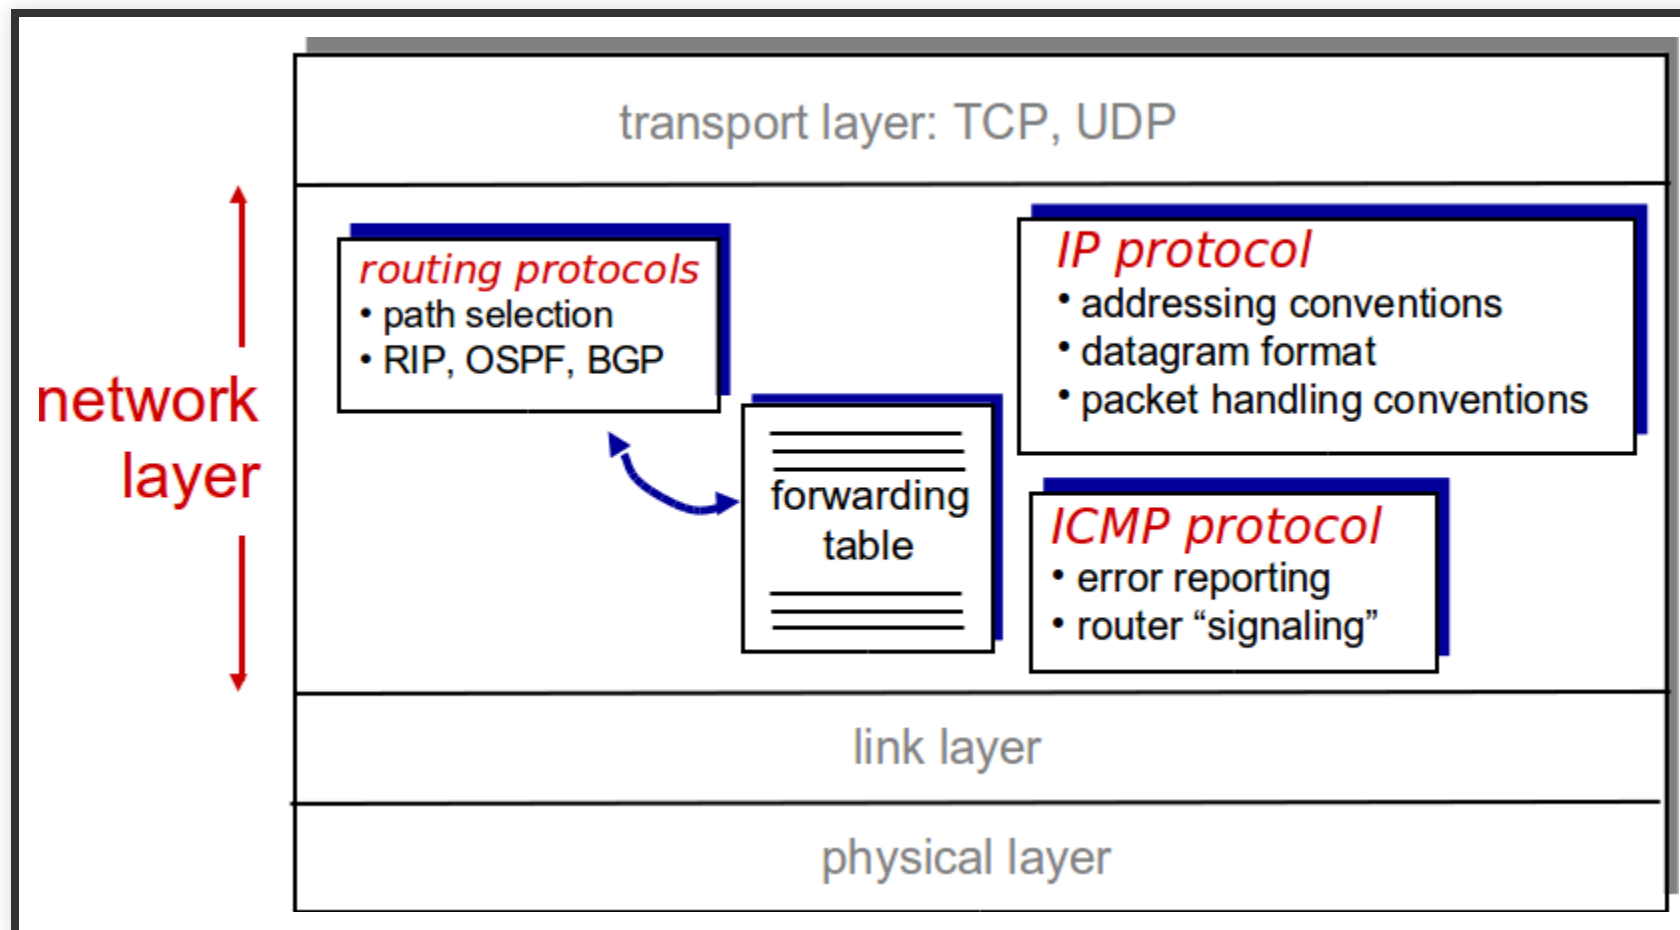 transport layer: TCP, UDP
network
layer
routing protocols
• path selection
• RIP, OSPF, BGP
forwarding
table
IP protocol
• addressing conventions
• datagram format
• packet handling conventions
ICMP protocol
• error reporting
• router “signaling”
link layer
physical layer